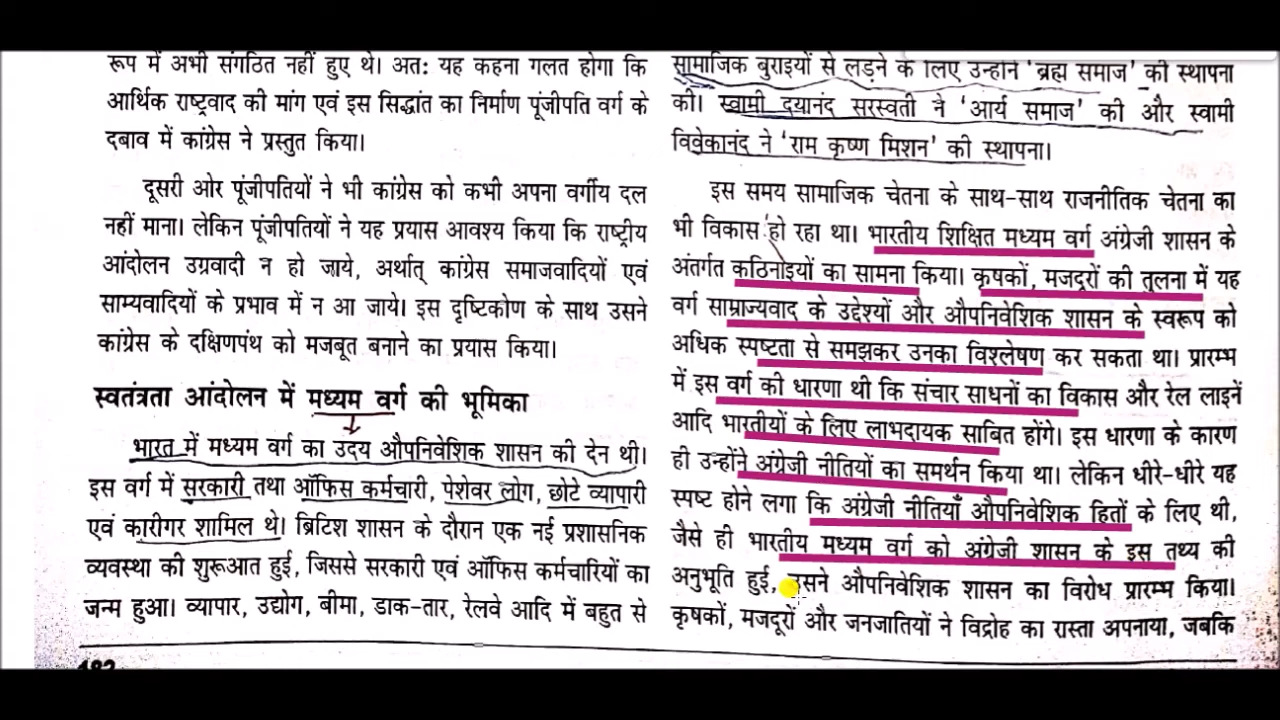 रूप में अभी संगठित नहीं हुए थे। अतः यह कहना गलत होगा कि
आर्थिक राष्ट्रवाद की मांग एवं इस सिद्धांत का निर्माण पूंजीपति वर्ग के
दबाव में कांग्रेस ने प्रस्तुत किया।
दूसरी ओर पूंजीपतियों ने भी कांग्रेस को कभी अपना वर्गीय दल
नहीं माना। लेकिन पूंजीपतियों ने यह प्रयास आवश्य किया कि राष्ट्रीय
आंदोलन उग्रवादी न हो जाये, अर्थात् कांग्रेस समाजवादियों एवं
साम्यवादियों के प्रभाव में न आ जाये। इस दृष्टिकोण के साथ उसने
कांग्रेस के दक्षिणपंथ को मजबूत बनाने का प्रयास किया।
स्वतंत्रता आंदोलन में मध्यम वर्ग की भूमिका
भारत में मध्यम वर्ग का उदय औपनिवेशिक शासन की देन थी।
इस वर्ग में सरकारी तथा ऑफिस कर्मचारी, पेशेवर लोग, छोटे व्यापारी
एवं कारीगर शामिल थे। ब्रिटिश शासन के दौरान एक नई प्रशासनिक
व्यवस्था की शुरूआत हुई, जिससे सरकारी एवं ऑफिस कर्मचारियों का
जन्म हुआ। व्यापार, उद्योग, बीमा, डाक-तार, रेलवे आदि में बहुत से
182
सामाजिक बुराइयों से लड़ने के लिए उन्होंने 'ब्रह्म समाज' की स्थापना
की। स्वामी दयानंद सरस्वती ने 'आर्य समाज' की और स्वामी
विवेकानंद ने 'राम कृष्ण मिशन' की स्थापना।
इस समय सामाजिक चेतना के साथ-साथ राजनीतिक चेतना का
भी विकास हो रहा था। भारतीय शिक्षित मध्यम वर्ग अंग्रेजी शासन के
अंतर्गत कठिनाइयों का सामना किया। कृषकों, मजदूरों की तुलना में यह
वर्ग साम्राज्यवाद के उद्देश्यों और औपनिवेशिक शासन के स्वरूप को
अधिक स्पष्टता से समझकर उनका विश्लेषण कर सकता था। प्रारम्भ
में इस वर्ग की धारणा थी कि संचार साधनों का विकास और रेल लाइनें
आदि भारतीयों के लिए लाभदायक साबित होंगे। इस धारणा के कारण
ही उन्होंने अंग्रेजी नीतियों का समर्थन किया था। लेकिन धीरे-धीरे यह
स्पष्ट होने लगा कि अंग्रेजी नीतियाँ औपनिवेशिक हितों के लिए थी,
जैसे ही भारतीय मध्यम वर्ग को अंग्रेजी शासन के इस तथ्य की
अनुभूति हुई, उसने औपनिवेशिक शासन का विरोध प्रारम्भ किया।
कृषकों, मजदूरों और जनजातियों ने विद्रोह का रास्ता अपनाया, जबकि